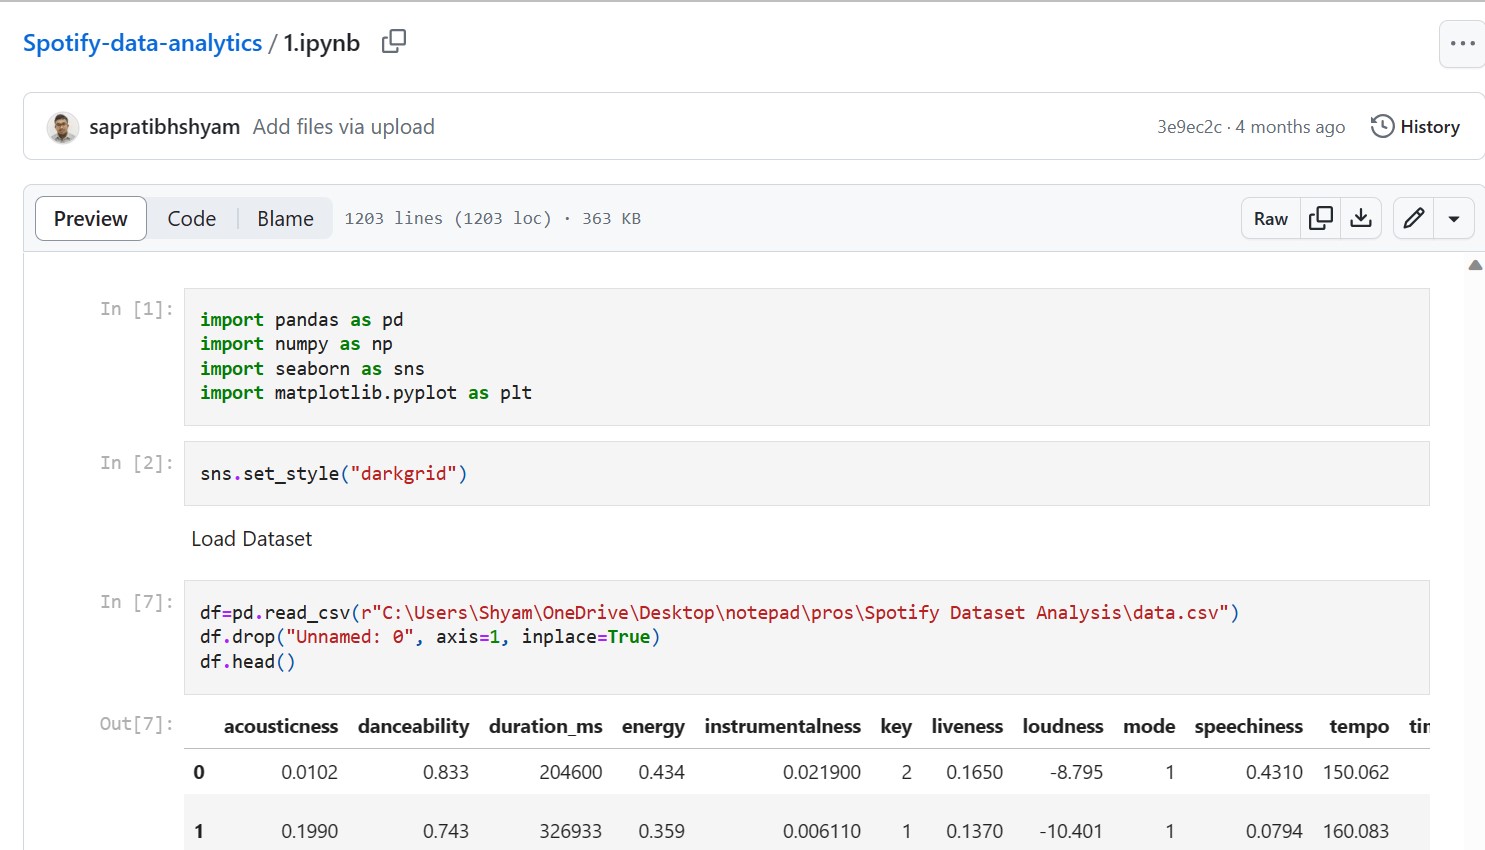 Spotify-data-analytics / 1.ipynb
sapratibhshyam Add files via upload 3e9ec2c · 4 months ago History
Preview Code Blame 1203 lines (1203 loc) · 363 KB Raw
In [1]:
import pandas as pd
import numpy as np
import seaborn as sns
import matplotlib.pyplot as plt
In [2]:
sns.set_style("darkgrid")
Load Dataset
In [7]:
df=pd.read_csv(r"C:\Users\Shyam\OneDrive\Desktop\notepad\pros\Spotify Dataset Analysis\data.csv")
df.drop("Unnamed: 0", axis=1, inplace=True)
df.head()
Out[7]:
acousticness danceability duration_ms energy instrumentalness key liveness loudness mode speechiness tempo
0 0.0102 0.833 204600 0.434 0.021900 2 0.1650 -8.795 1 0.4310 150.062
1 0.1990 0.743 326933 0.359 0.006110 1 0.1370 -10.401 1 0.0794 160.083